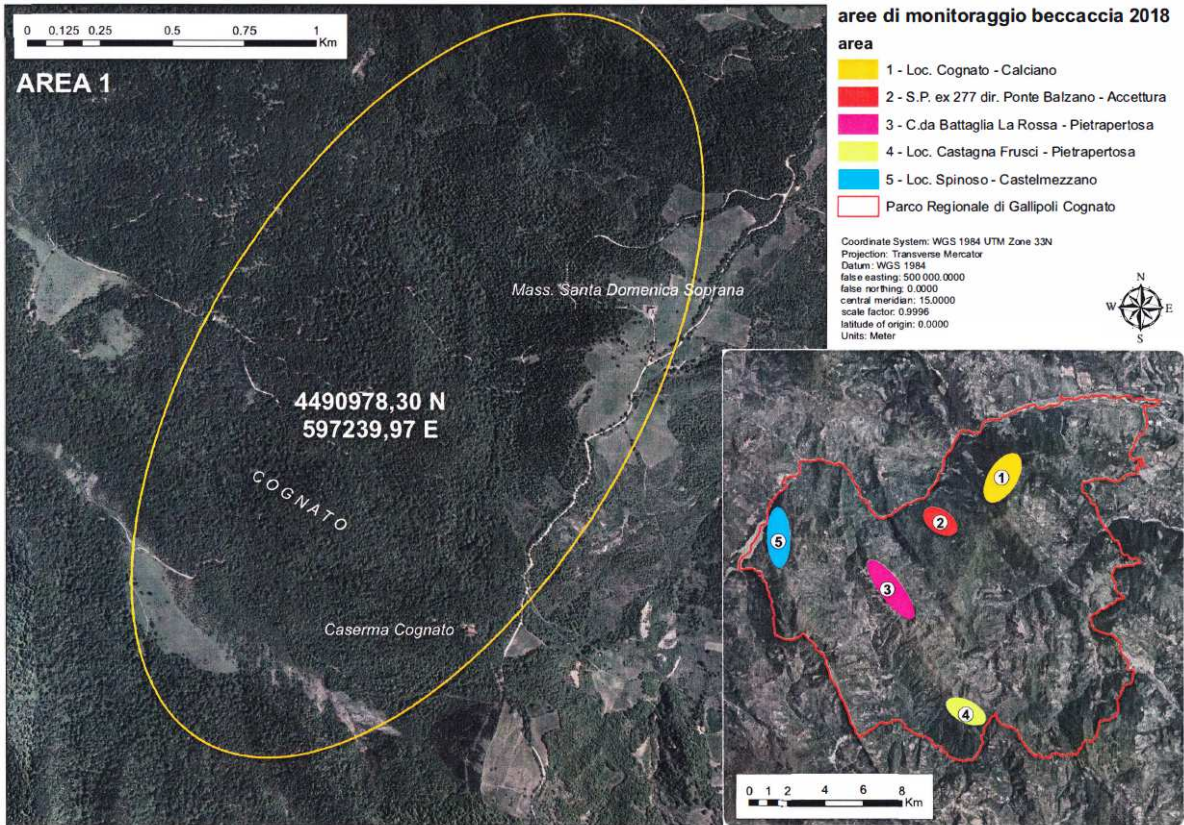 0 0.125 0.25 0.5 0.75 1
Km
AREA 1
Mass. Santa Domenica Soprana
4490978,30 N
597239,97 E
COGNATO
Caserma Cognato
aree di monitoraggio beccaccia 2018
area
1 - Loc. Cognato - Calciano
2 - S.P. ex 277 dir. Ponte Balzano - Accettura
3 - C.da Battaglia La Rossa - Pietrapertosa
4 - Loc. Castagna Frusci - Pietrapertosa
5 - Loc. Spinoso - Castelmezzano
Parco Regionale di Gallipoli Cognato
Coordinate System: WGS 1984 UTM Zone 33N
Projection: Transverse Mercator
Datum: WGS 1984
false easting: 500 000.0000
false northing: 0.0000
central meridian: 15.0000
scale factor: 0.9996
latitude of origin: 0.0000
Units: Meter
N
W E
S
1
2
5
3
4
0 1 2 4 6 8
Km